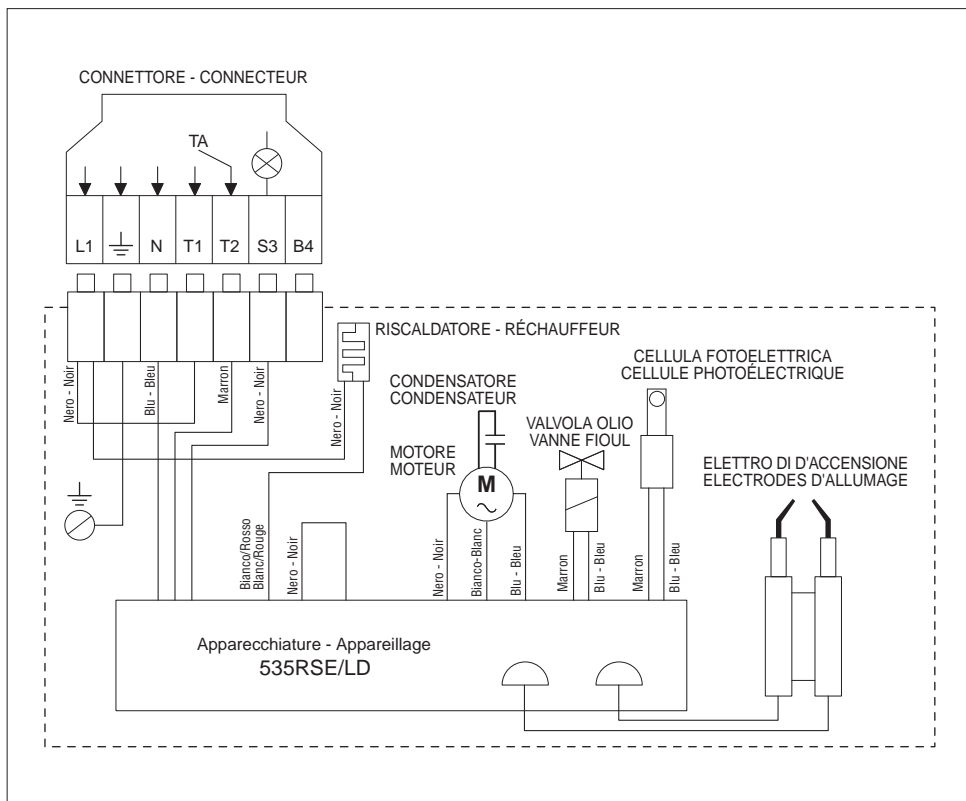 CONNETTORE - CONNECTEUR
TA
L1
N
T1
T2
S3
B4
RISCALDATORE - RÉCHAUFFEUR
CELLULA FOTOELETTRICA
CELLULE PHOTOÉLECTRIQUE
CONDENSATORE
CONDENSATEUR
VALVOLA OLIO
VANNE FIOUL
MOTORE
MOTEUR
ELETTRO DI D'ACCENSIONE
ELECTRODES D'ALLUMAGE
M
Nero - Noir
Blu - Bleu
Marron
Nero - Noir
Nero - Noir
Bianco/Rosso
Blanc/Rouge
Nero - Noir
Nero - Noir
Bianco-Blanc
Blu - Bleu
Marron
Blu - Bleu
Marron
Blu - Bleu
Apparecchiature - Appareillage
535RSE/LD